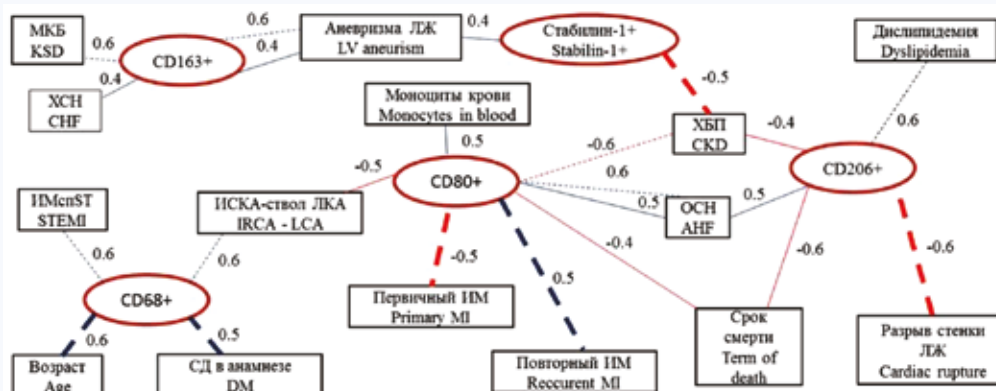 МКБ
KSD
0.6
CD163+
0.6
0.4
0.4
ХСН
CHF
Аневризма ЛЖ
LV aneurism
0.4
Стабилин-1+
Stabilin-1+
-0.5
Дислипидемия
Dyslipidemia
0.6
Моноциты крови
Monocytes in blood
0.5
ХБП
CKD
-0.4
CD206+
-0.6
0.6
0.5
0.5
ОСН
AHF
CD80+
-0.5
ИСКА-ствол ЛКА
IRCA - LCA
0.6
ИМспST
STEMI
0.6
CD68+
0.6
0.5
Возраст
Age
СД в анамнезе
DM
-0.5
Первичный ИМ
Primary MI
0.5
Повторный ИМ
Reccurent MI
-0.4
-0.6
Срок
смерти
Term of
death
-0.6
Разрыв стенки
ЛЖ
Cardiac rupture